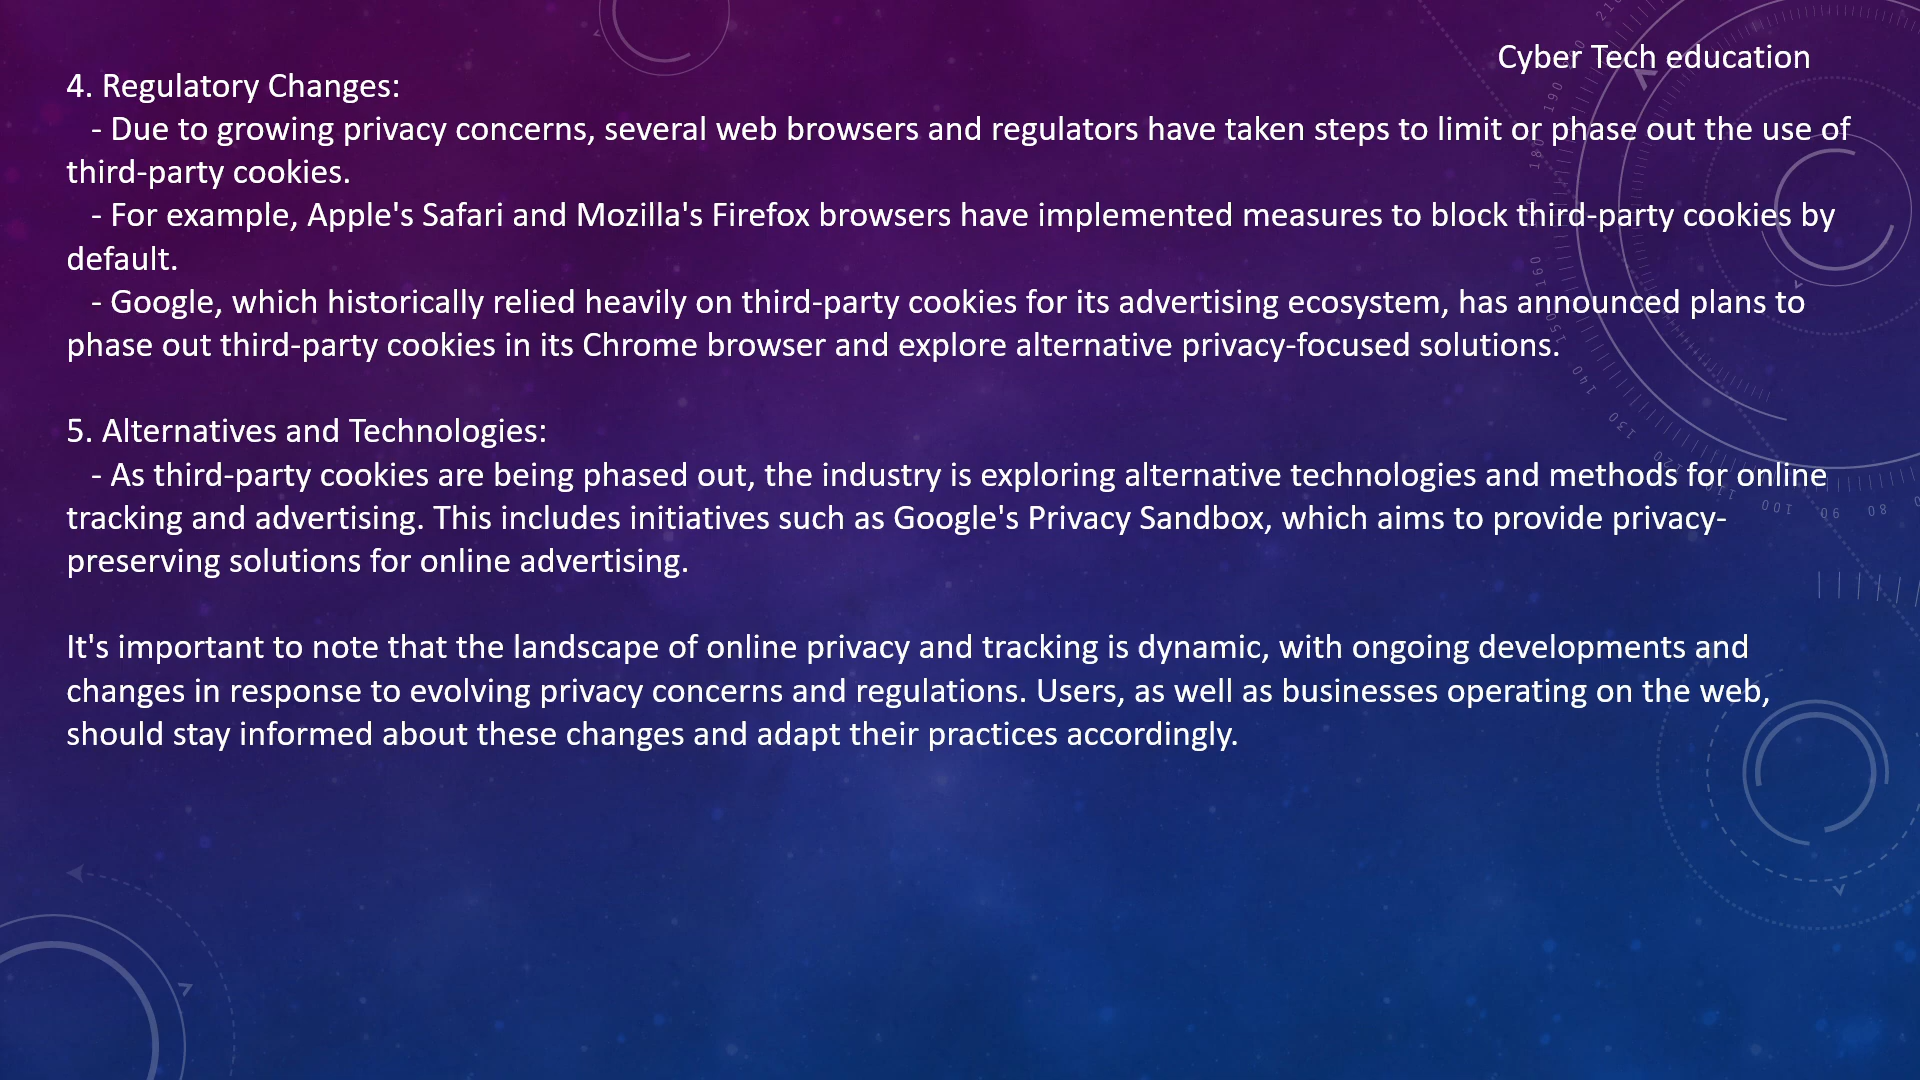 Cyber Tech education
4. Regulatory Changes:
- Due to growing privacy concerns, several web browsers and regulators have taken steps to limit or phase out the use of
third-party cookies.
- For example, Apple's Safari and Mozilla's Firefox browsers have implemented measures to block third-party cookies by
default.
- Google, which historically relied heavily on third-party cookies for its advertising ecosystem, has announced plans to
phase out third-party cookies in its Chrome browser and explore alternative privacy-focused solutions.
5. Alternatives and Technologies:
- As third-party cookies are being phased out, the industry is exploring alternative technologies and methods for online
tracking and advertising. This includes initiatives such as Google's Privacy Sandbox, which aims to provide privacy-
preserving solutions for online advertising.
It's important to note that the landscape of online privacy and tracking is dynamic, with ongoing developments and
changes in response to evolving privacy concerns and regulations. Users, as well as businesses operating on the web,
should stay informed about these changes and adapt their practices accordingly.